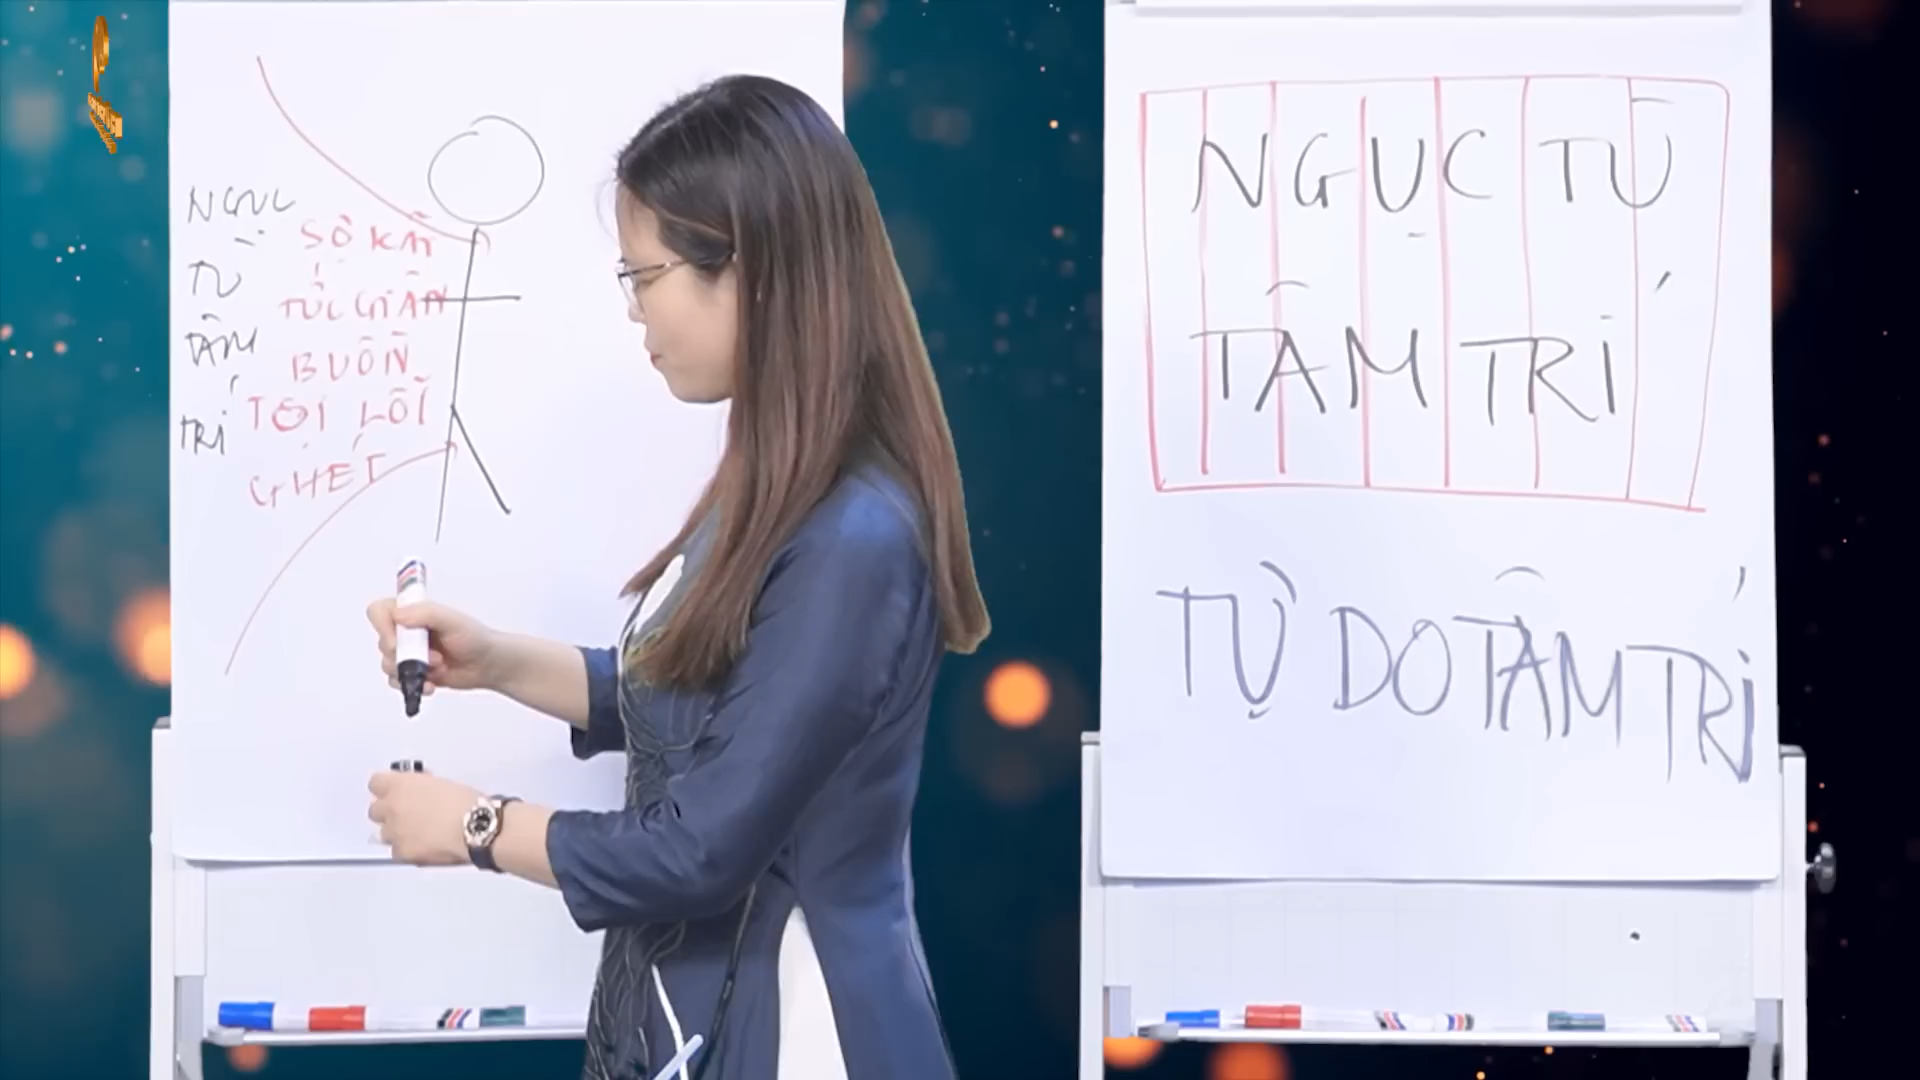 NGỤC
TÙ
TÂM
TRÍ
SỢ HÃI
TỨC GIẬN
BUỒN
TỘI LỖI
GHÉT
NGỤC TÙ
TÂM TRÍ
TỰ DO TÂM TRÍ